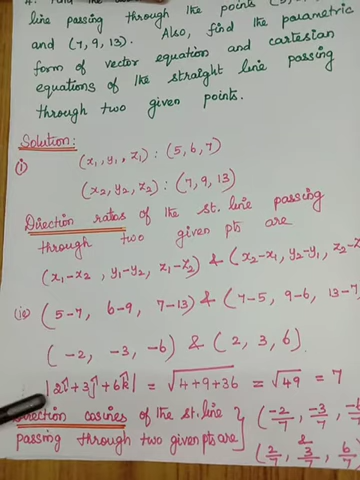 line passing through the points (5,
and (7, 9, 13). Also, find the parametric
form of vector equation and cartesian
equations of the straight line passing
through two given points.
Solution:
(i) (x₁, y₁, z₁) : (5, 6, 7)
(x₂, y₂, z₂) : (7, 9, 13)
Direction ratios of the st. line passing
through two given pts are
(x₁-x₂, y₁-y₂, z₁-z₂) & (x₂-x₁, y₂-y₁, z₂-z
(ie) (5-7, 6-9, 7-13) & (7-5, 9-6, 13-7
(-2, -3, -6) & (2, 3, 6)
|2î+3ĵ+6k̂| = √4+9+36 = √49 = 7
Direction cosines of the st. line } (-2/7, -3/7, -6
passing through two given pts are &
(2/7, 3/7, 6/7